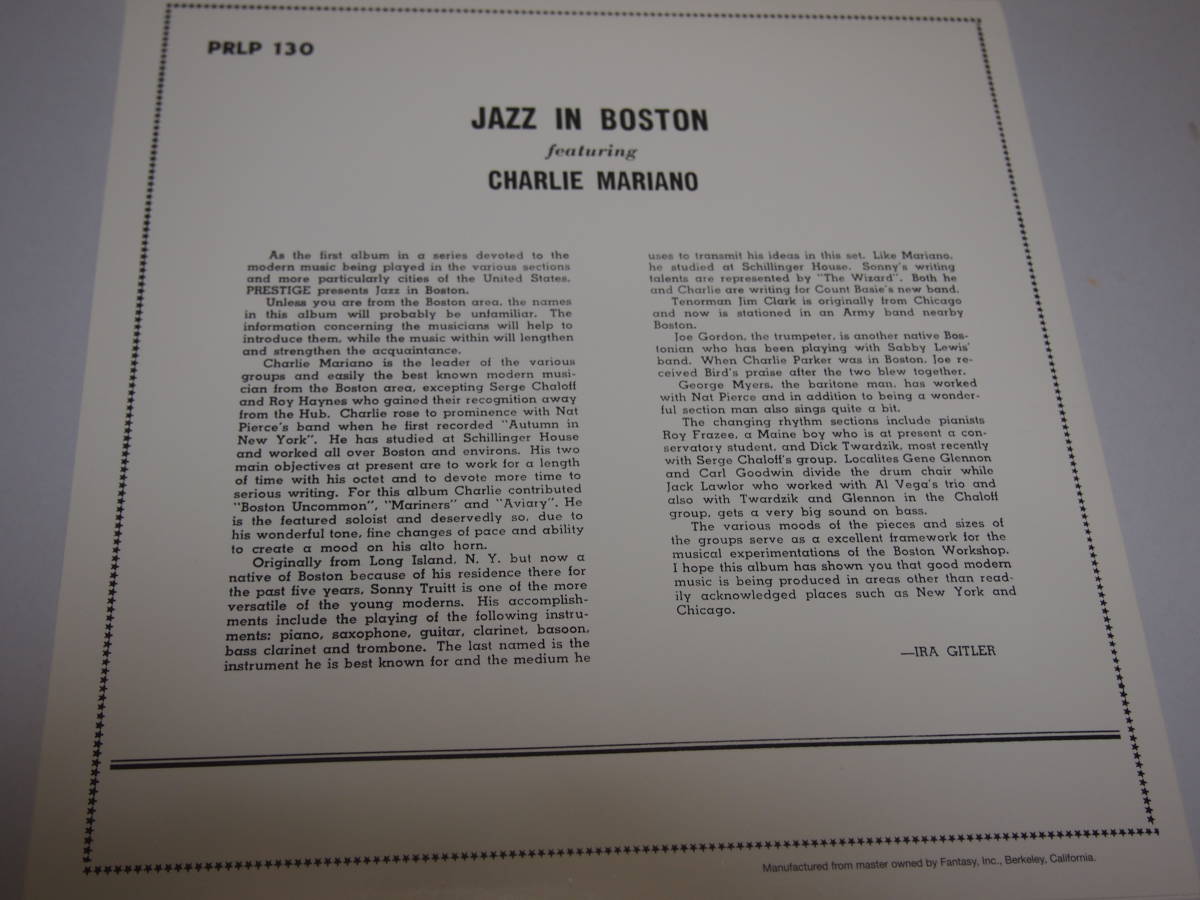 PRLP 130
JAZZ IN BOSTON
featuring
CHARLIE MARIANO
As the first album in a series devoted to the
modern music being played in the various sections
and more particularly cities of the United States,
PRESTIGE presents Jazz in Boston.
Unless you are from the Boston area, the names
in this album will probably be unfamiliar. The
information concerning the musicians will help to
introduce them, while the music within will lengthen
and strengthen the acquaintance.
Charlie Mariano is the leader of the various
groups and easily the best known modern musi-
cian from the Boston area, excepting Serge Chaloff
and Roy Haynes who gained their recognition away
from the Hub. Charlie rose to prominence with Nat
Pierce's band when he first recorded "Autumn in
New York". He has studied at Schillinger House
and worked all over Boston and environs. His two
main objectives at present are to work for a length
of time with his octet and to devote more time to
serious writing. For this album Charlie contributed
"Boston Uncommon", "Mariners" and "Aviary". He
is the featured soloist and deservedly so, due to
his wonderful tone, fine changes of pace and ability
to create a mood on his alto horn.
Originally from Long Island, N. Y. but now a
native of Boston because of his residence there for
the past five years, Sonny Truitt is one of the more
versatile of the young moderns. His accomplish-
ments include the playing of the following instru-
ments: piano, saxophone, guitar, clarinet, basoon,
bass clarinet and trombone. The last named is the
instrument he is best known for and the medium he
uses to transmit his ideas in this set. Like Mariano,
he studied at Schillinger House. Sonny's writing
talents are represented by "The Wizard". Both he
and Charlie are writing for Count Basie's new band.
Tenorman Jim Clark is originally from Chicago
and now is stationed in an Army band nearby
Boston.
Joe Gordon, the trumpeter, is another native Bos-
tonian who has been playing with Sabby Lewis'
band. When Charlie Parker was in Boston, Joe re-
ceived Bird's praise after the two blew together.
George Myers, the baritone man, has worked
with Nat Pierce and in addition to being a wonder-
ful section man also sings quite a bit.
The changing rhythm sections include pianists
Roy Frazee, a Maine boy who is at present a con-
servatory student, and Dick Twardzik, most recently
with Serge Chaloff's group. Localites Gene Glennon
and Carl Goodwin divide the drum chair while
Jack Lawlor who worked with Al Vega's trio and
also with Twardzik and Glennon in the Chaloff
group, gets a very big sound on bass.
The various moods of the pieces and sizes of
the groups serve as a excellent framework for the
musical experimentations of the Boston Workshop.
I hope this album has shown you that good modern
music is being produced in areas other than read-
ily acknowledged places such as New York and
Chicago.
—IRA GITLER
Manufactured from master owned by Fantasy, Inc., Berkeley, California.